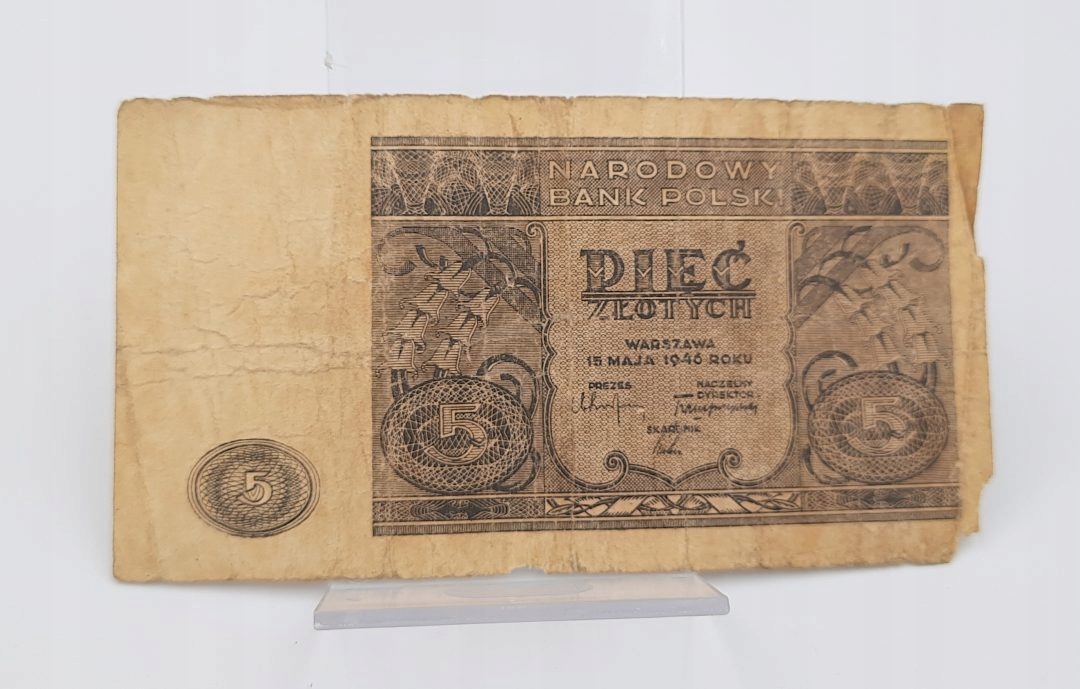 NARODOWY
BANK POLSKI
PIĘĆ
ZŁOTYCH
WARSZAWA
15 MAJA 1946 ROKU
PREZES
NACZELNY
DYREKTOR
SKARBNIK
5
5
5